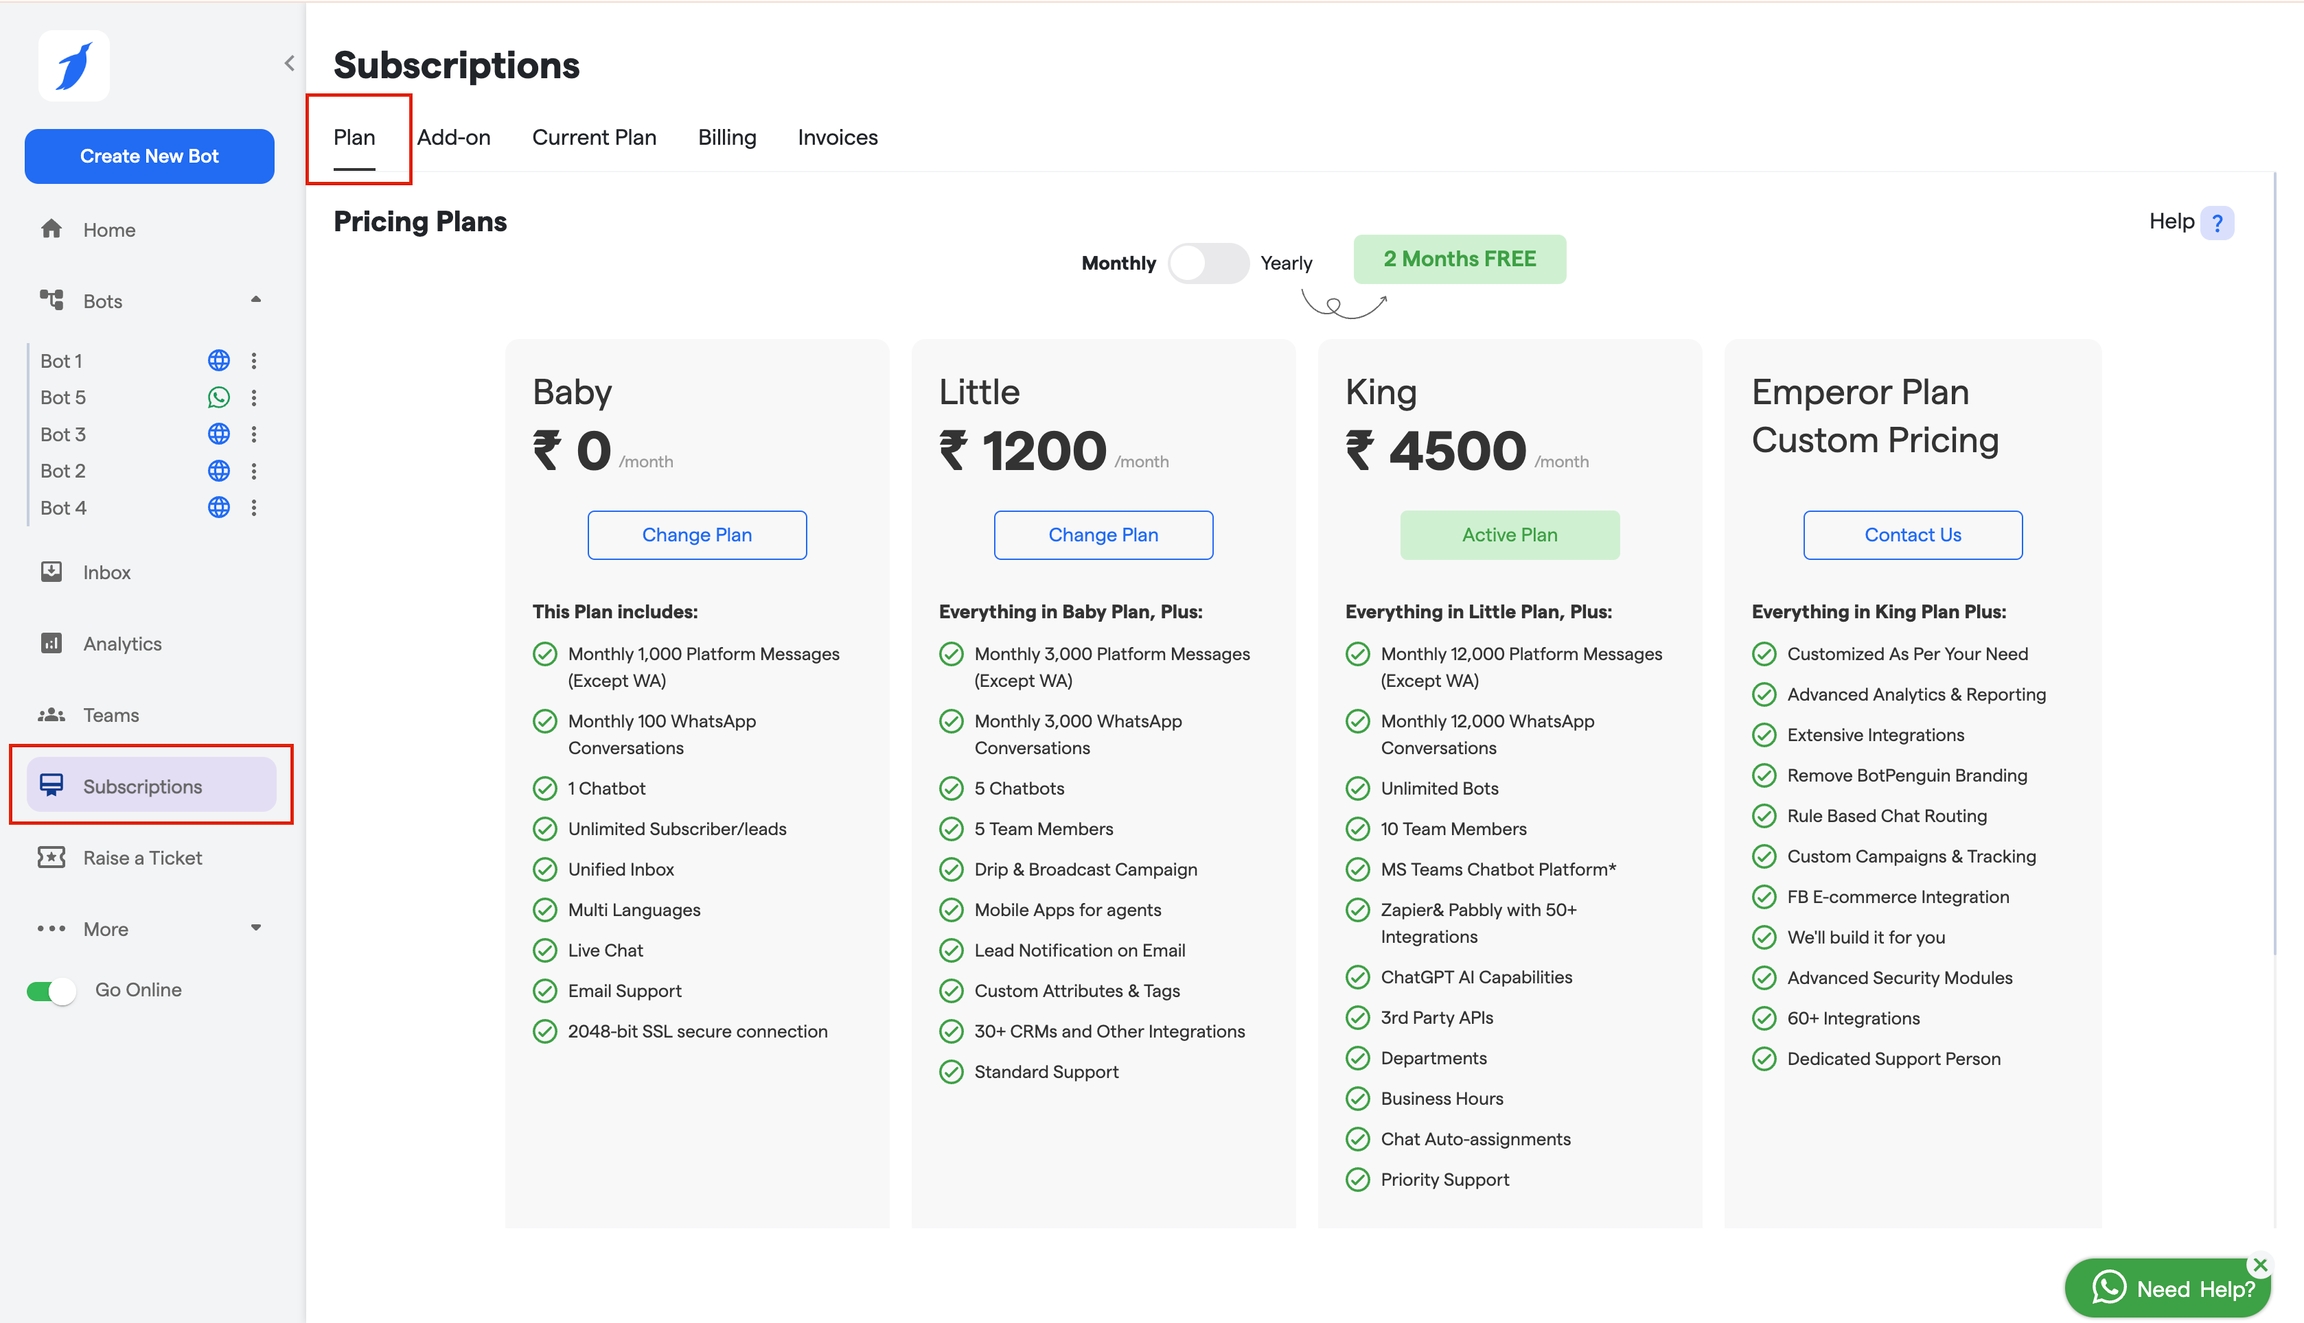 Create New Bot
Home
Bots
Bot 1
Bot 5
Bot 3
Bot 2
Bot 4
Inbox
Analytics
Teams
Subscriptions
Raise a Ticket
More
Go Online
Subscriptions
Plan
Add-on
Current Plan
Billing
Invoices
Pricing Plans
Help ?
Monthly
Yearly
2 Months FREE
Baby
₹ 0 /month
Change Plan
This Plan includes:
Monthly 1,000 Platform Messages
(Except WA)
Monthly 100 WhatsApp
Conversations
1 Chatbot
Unlimited Subscriber/leads
Unified Inbox
Multi Languages
Live Chat
Email Support
2048-bit SSL secure connection
Little
₹ 1200 /month
Change Plan
Everything in Baby Plan, Plus:
Monthly 3,000 Platform Messages
(Except WA)
Monthly 3,000 WhatsApp
Conversations
5 Chatbots
5 Team Members
Drip & Broadcast Campaign
Mobile Apps for agents
Lead Notification on Email
Custom Attributes & Tags
30+ CRMs and Other Integrations
Standard Support
King
₹ 4500 /month
Active Plan
Everything in Little Plan, Plus:
Monthly 12,000 Platform Messages
(Except WA)
Monthly 12,000 WhatsApp
Conversations
Unlimited Bots
10 Team Members
MS Teams Chatbot Platform*
Zapier& Pabbly with 50+
Integrations
ChatGPT AI Capabilities
3rd Party APIs
Departments
Business Hours
Chat Auto-assignments
Priority Support
Emperor Plan
Custom Pricing
Contact Us
Everything in King Plan Plus:
Customized As Per Your Need
Advanced Analytics & Reporting
Extensive Integrations
Remove BotPenguin Branding
Rule Based Chat Routing
Custom Campaigns & Tracking
FB E-commerce Integration
We'll build it for you
Advanced Security Modules
60+ Integrations
Dedicated Support Person
Need Help?